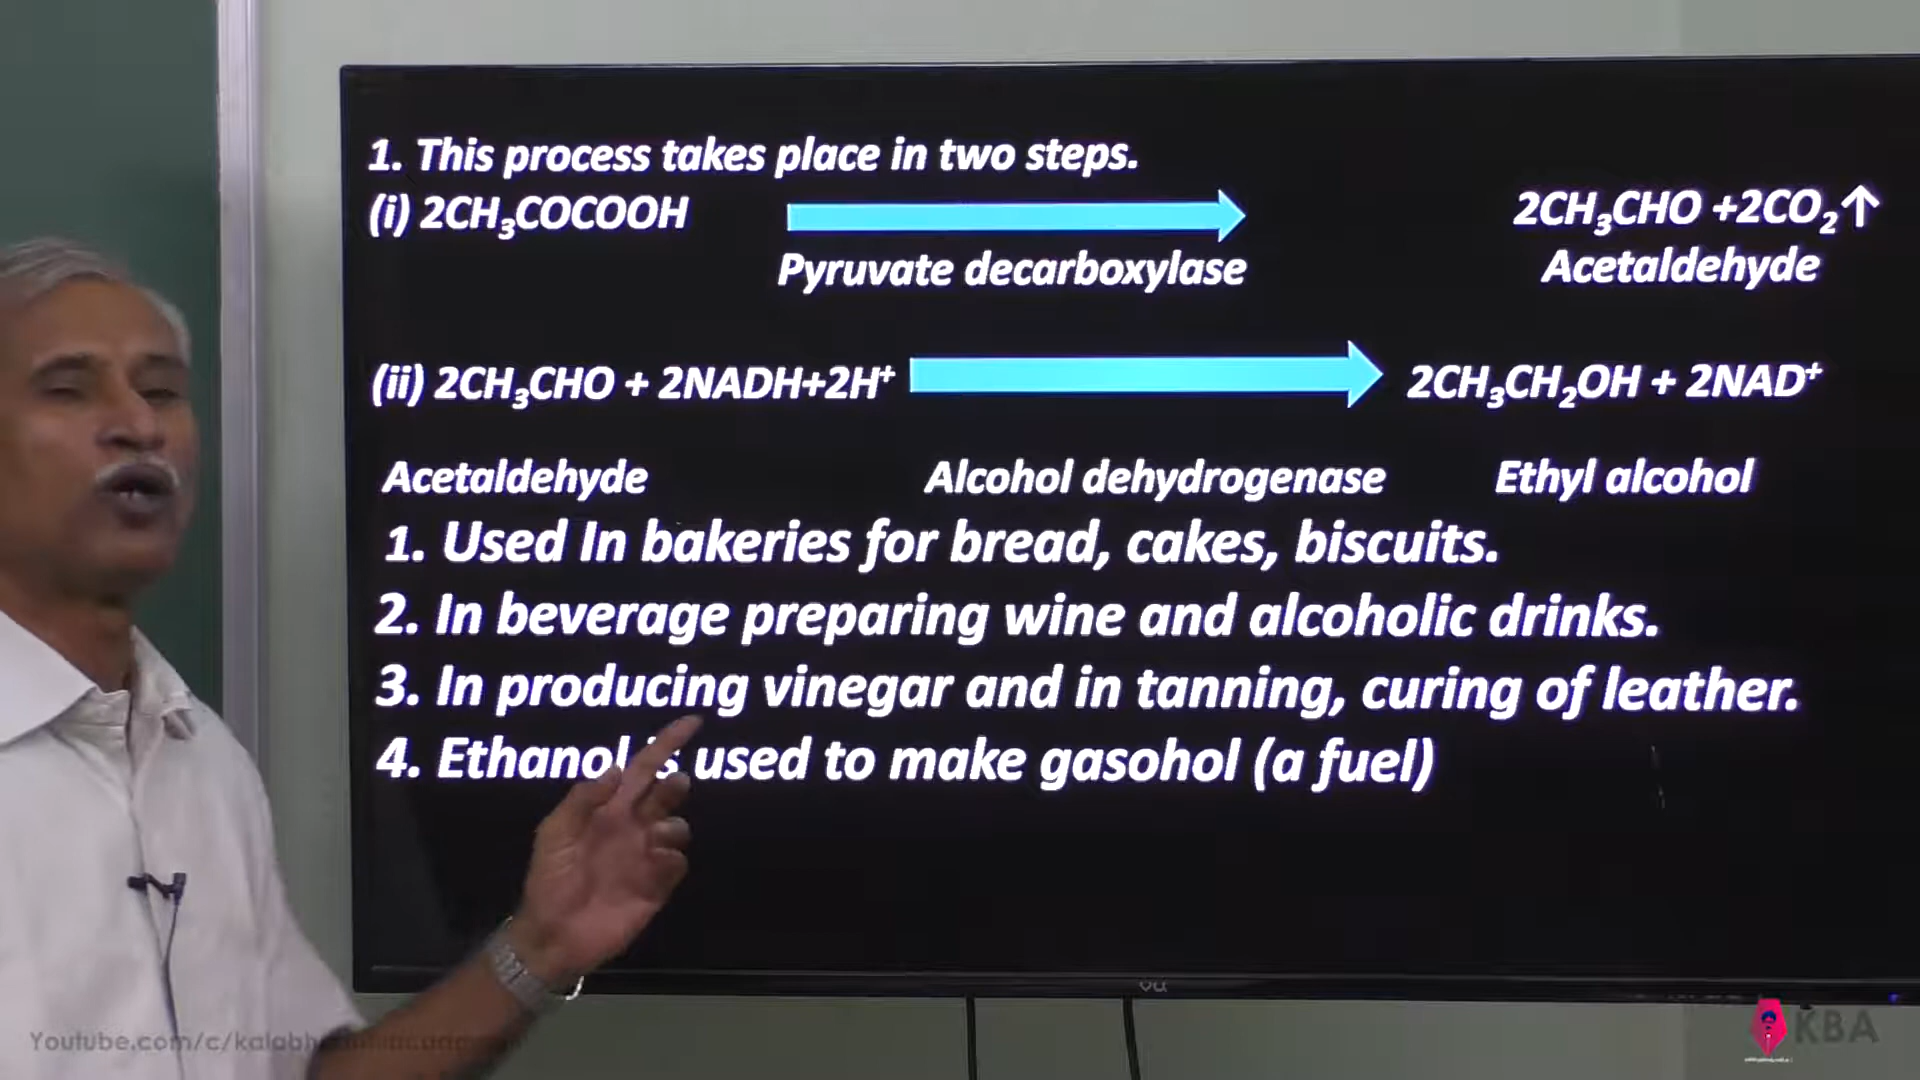 1. This process takes place in two steps.
(i) 2CH₃COCOOH 2CH₃CHO +2CO₂↑
Pyruvate decarboxylase Acetaldehyde
(ii) 2CH₃CHO + 2NADH+2H⁺ 2CH₃CH₂OH + 2NAD⁺
Acetaldehyde Alcohol dehydrogenase Ethyl alcohol
1. Used In bakeries for bread, cakes, biscuits.
2. In beverage preparing wine and alcoholic drinks.
3. In producing vinegar and in tanning, curing of leather.
4. Ethanol is used to make gasohol (a fuel)
vu
KBA